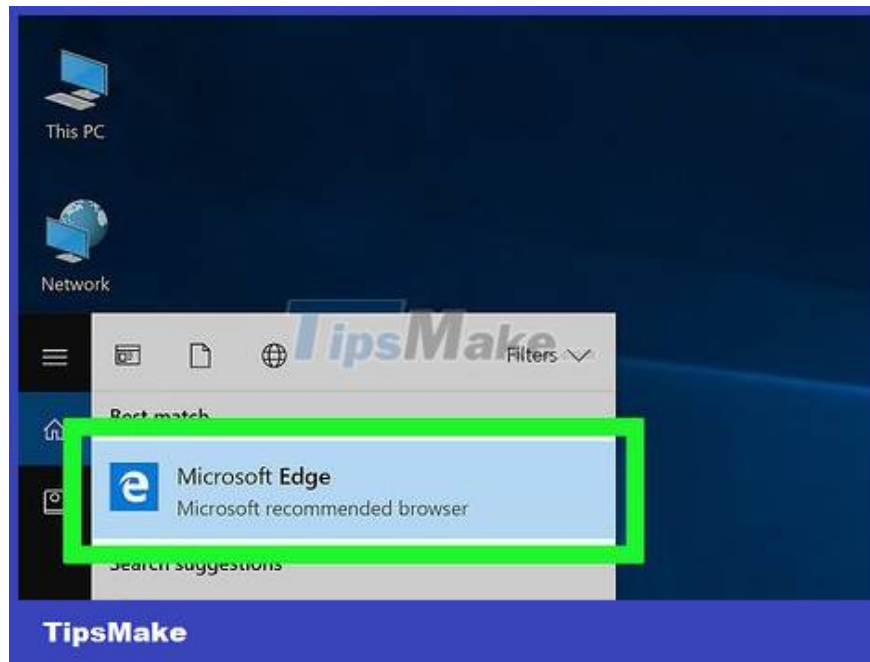 This PC
Network
TipsMake
Filters
Best match
Microsoft Edge
Microsoft recommended browser
Search suggestions
TipsMake